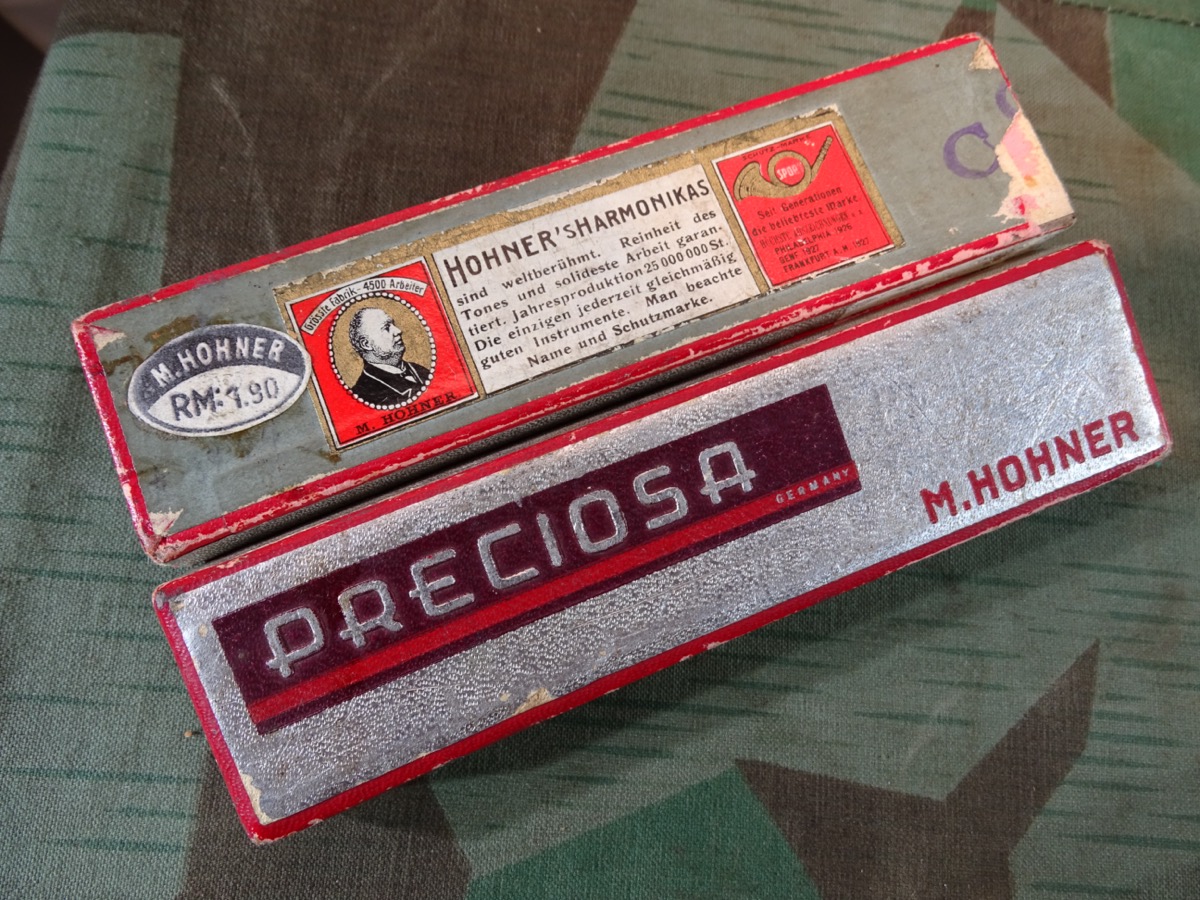 M. HOHNER
RM: 1.90
Grösste Fabrik - 4500 Arbeiter
M. HOHNER
HOHNER'S HARMONIKAS
sind weltberühmt. Reinheit des
Tones und solideste Arbeit garan-
tiert. Jahresproduktion 25 000 000 St.
Die einzigen jederzeit gleichmäßig
guten Instrumente. Man beachte
Name und Schutzmarke.
SCHUTZ-MARKE
Seit Generationen
die beliebteste Marke
PHILADELPHIA 1926
GENF 1927
FRANKFURT A. M. 1927
PRECIOSA
GERMANY
M. HOHNER